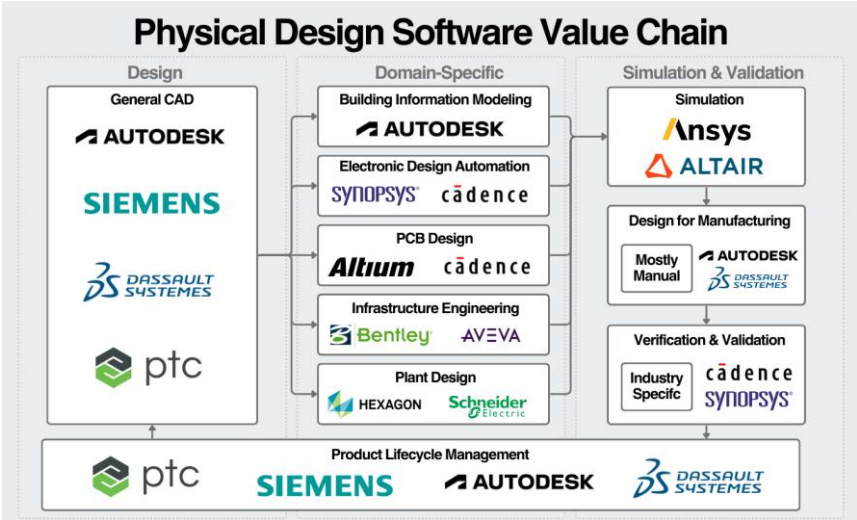 Physical Design Software Value Chain
Design
General CAD
AUTODESK
SIEMENS
DASSAULT
SYSTEMES
ptc
Domain-Specific
Building Information Modeling
AUTODESK
Electronic Design Automation
SYNOPSYS® cādence
PCB Design
Altium cādence
Infrastructure Engineering
Bentley® AVEVA
Plant Design
HEXAGON Schneider
Electric
Simulation & Validation
Simulation
Ansys
ALTAIR
Design for Manufacturing
Mostly
Manual
AUTODESK
DASSAULT
SYSTEMES
Verification & Validation
Industry
Specifc
cādence
SYNOPSYS®
Product Lifecycle Management
ptc SIEMENS AUTODESK DASSAULT
SYSTEMES